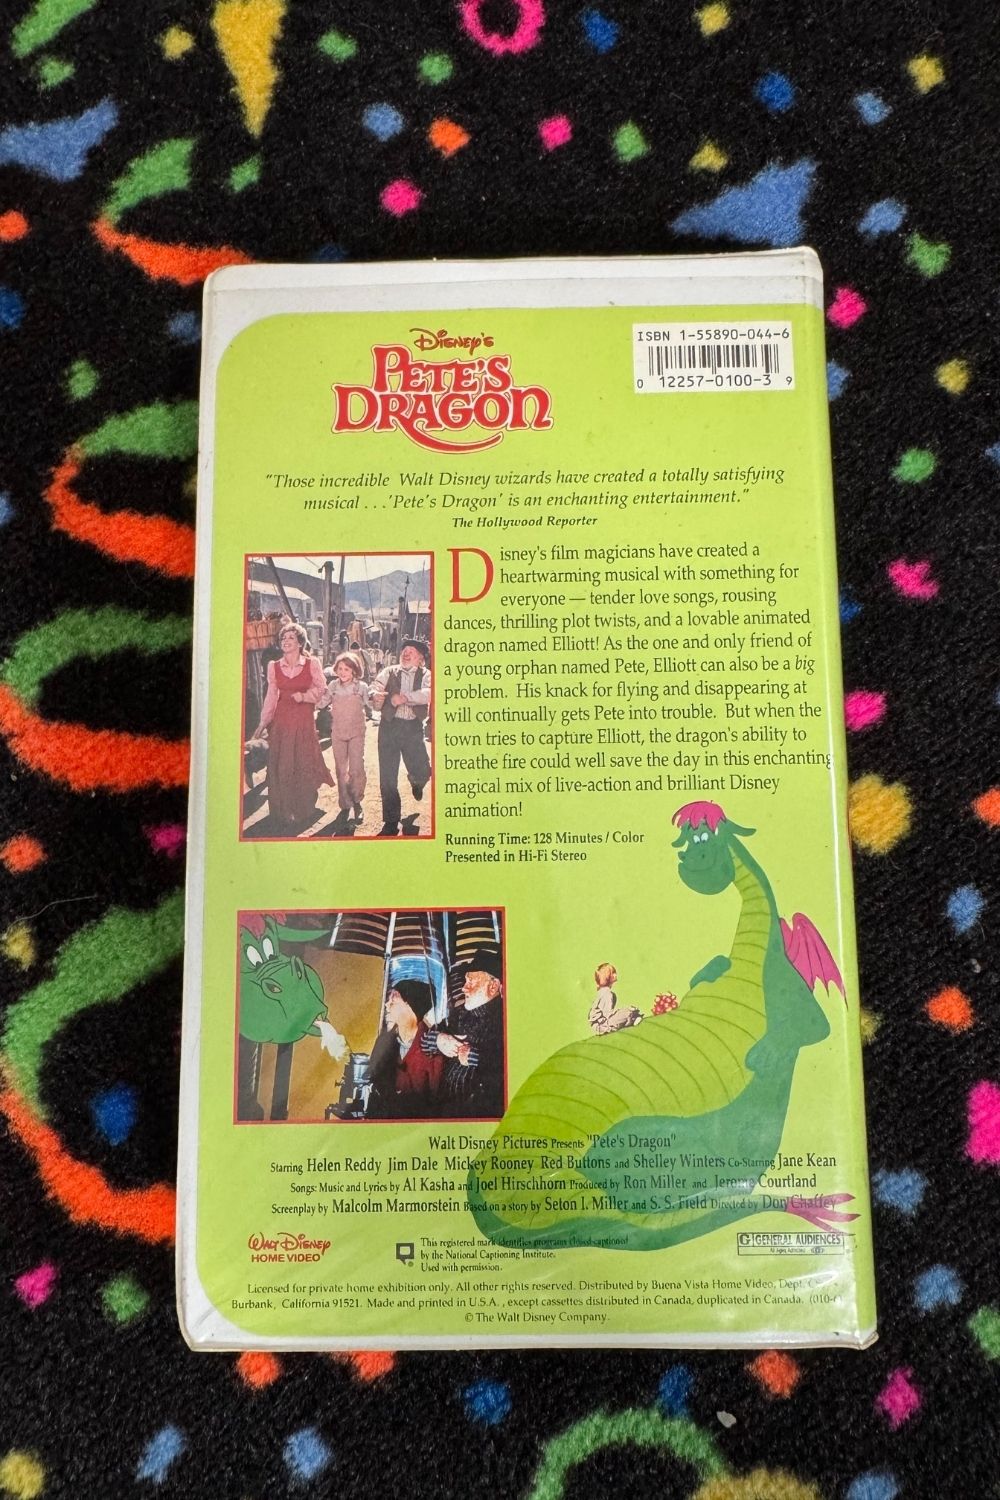 ISBN 1-55890-044-6
0 12257-0100-3 9
DISNEY'S
PETE'S
DRAGON
"Those incredible Walt Disney wizards have created a totally satisfying
musical . . . 'Pete's Dragon' is an enchanting entertainment."
The Hollywood Reporter
Disney's film magicians have created a
heartwarming musical with something for
everyone — tender love songs, rousing
dances, thrilling plot twists, and a lovable animated
dragon named Elliott! As the one and only friend of
a young orphan named Pete, Elliott can also be a big
problem. His knack for flying and disappearing at
will continually gets Pete into trouble. But when the
town tries to capture Elliott, the dragon's ability to
breathe fire could well save the day in this enchanting
magical mix of live-action and brilliant Disney
animation!
Running Time: 128 Minutes / Color
Presented in Hi-Fi Stereo
Walt Disney Pictures Presents "Pete's Dragon"
Starring Helen Reddy Jim Dale Mickey Rooney Red Buttons and Shelley Winters Co-Starring Jane Kean
Songs: Music and Lyrics by Al Kasha and Joel Hirschhorn Produced by Ron Miller and Jerome Courtland
Screenplay by Malcolm Marmorstein Based on a story by Seton I. Miller and S. S. Field Directed by Don Chaffey
WALT DISNEY
HOME VIDEO
This registered mark identifies programs closed-captioned
by the National Captioning Institute.
Used with permission.
G GENERAL AUDIENCES
All Ages Admitted
Licensed for private home exhibition only. All other rights reserved. Distributed by Buena Vista Home Video, Dept.
Burbank, California 91521. Made and printed in U.S.A., except cassettes distributed in Canada, duplicated in Canada.
© The Walt Disney Company.